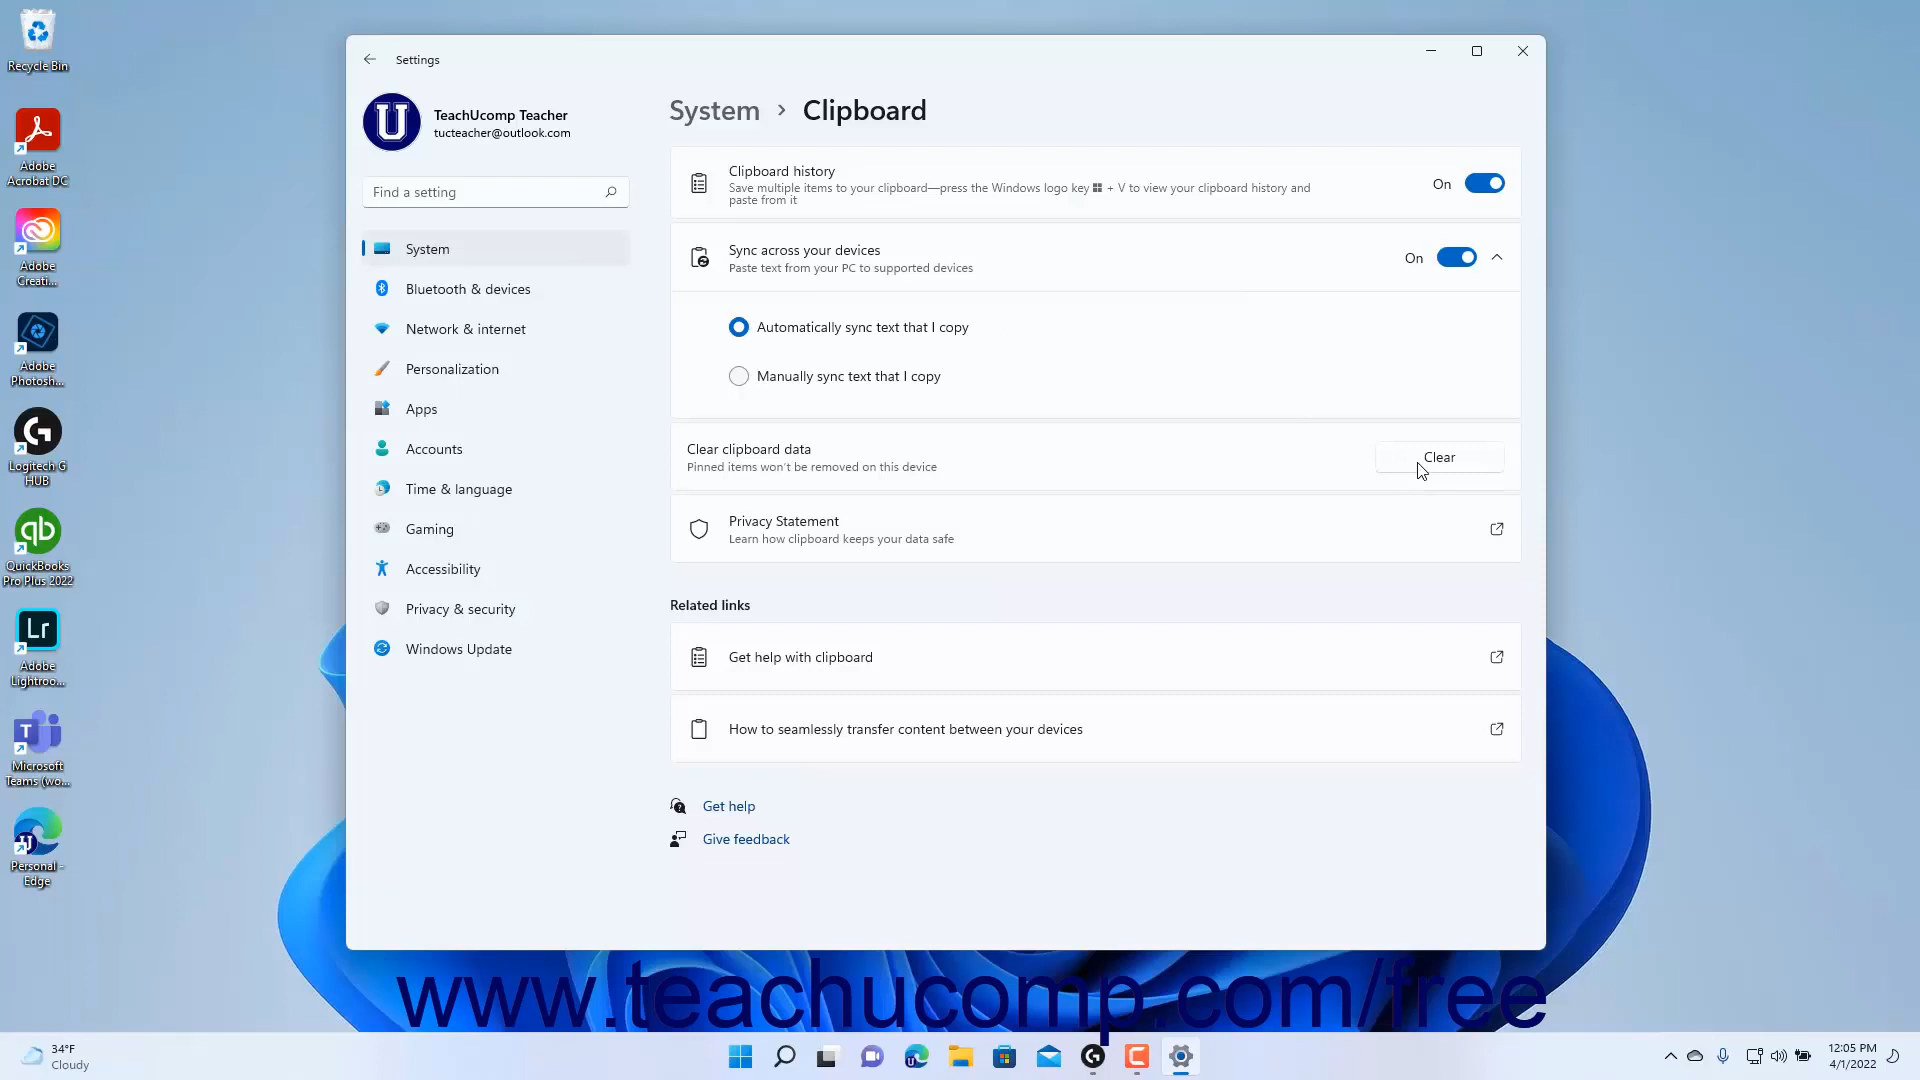 Recycle Bin
Adobe
Acrobat DC
Adobe
Creati...
Adobe
Photosh...
Logitech G
HUB
qb
QuickBooks
Pro Plus 2022
Lr
Adobe
Lightroo...
T
Microsoft
Teams (wo...
Personal -
Edge
Settings
U
TeachUcomp Teacher
tucteacher@outlook.com
Find a setting
System
Bluetooth & devices
Network & internet
Personalization
Apps
Accounts
Time & language
Gaming
Accessibility
Privacy & security
Windows Update
System > Clipboard
Clipboard history
Save multiple items to your clipboard—press the Windows logo key + V to view your clipboard history and
paste from it
On
Sync across your devices
Paste text from your PC to supported devices
On
Automatically sync text that I copy
Manually sync text that I copy
Clear clipboard data
Pinned items won't be removed on this device
Clear
Privacy Statement
Learn how clipboard keeps your data safe
Related links
Get help with clipboard
How to seamlessly transfer content between your devices
Get help
Give feedback
www.teachucomp.com/free
34°F
Cloudy
12:05 PM
4/1/2022